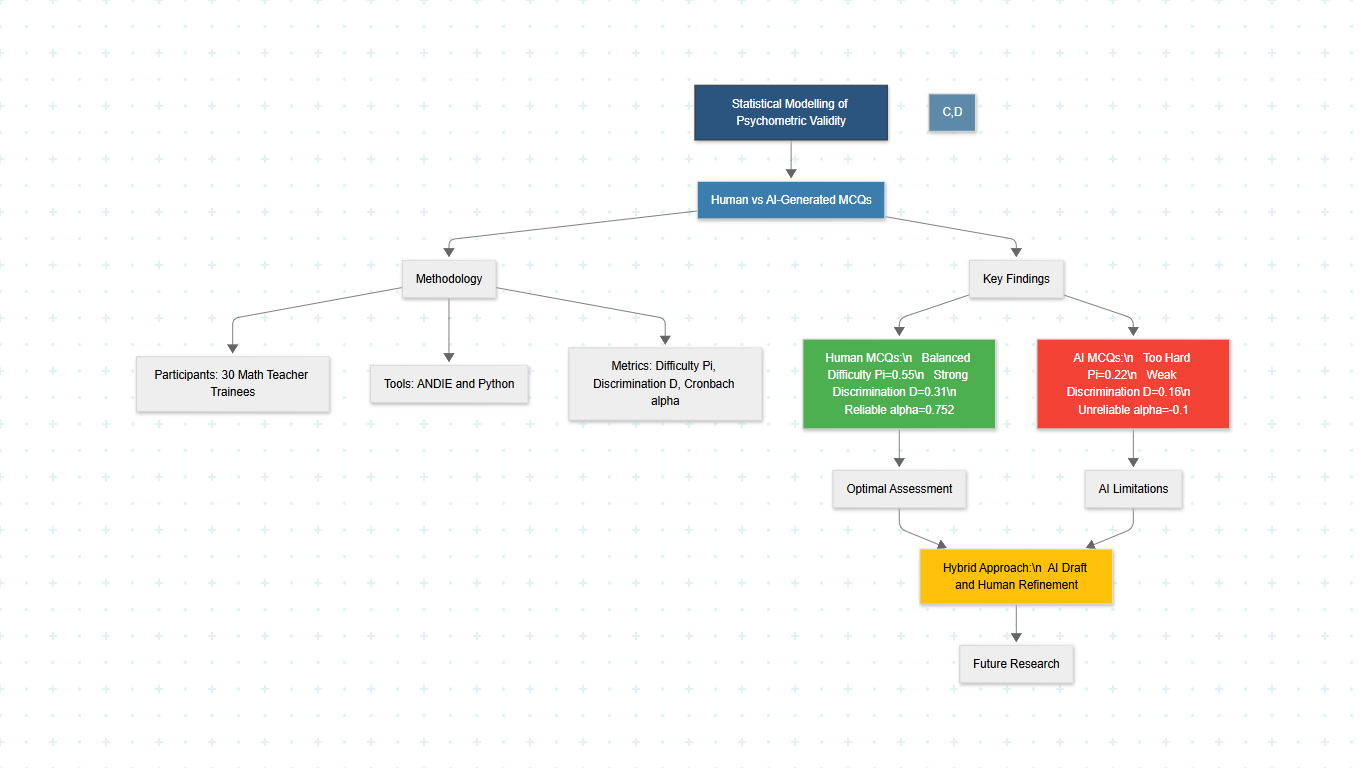 Statistical Modelling of
Psychometric Validity
C,D
Human vs AI-Generated MCQs
Methodology
Key Findings
Participants: 30 Math Teacher
Trainees
Tools: ANDIE and Python
Metrics: Difficulty Pi,
Discrimination D, Cronbach
alpha
Human MCQs:\n Balanced
Difficulty Pi=0.55\n Strong
Discrimination D=0.31\n
Reliable alpha=0.752
AI MCQs:\n Too Hard
Pi=0.22\n Weak
Discrimination D=0.16\n
Unreliable alpha=-0.1
Optimal Assessment
AI Limitations
Hybrid Approach:\n AI Draft
and Human Refinement
Future Research